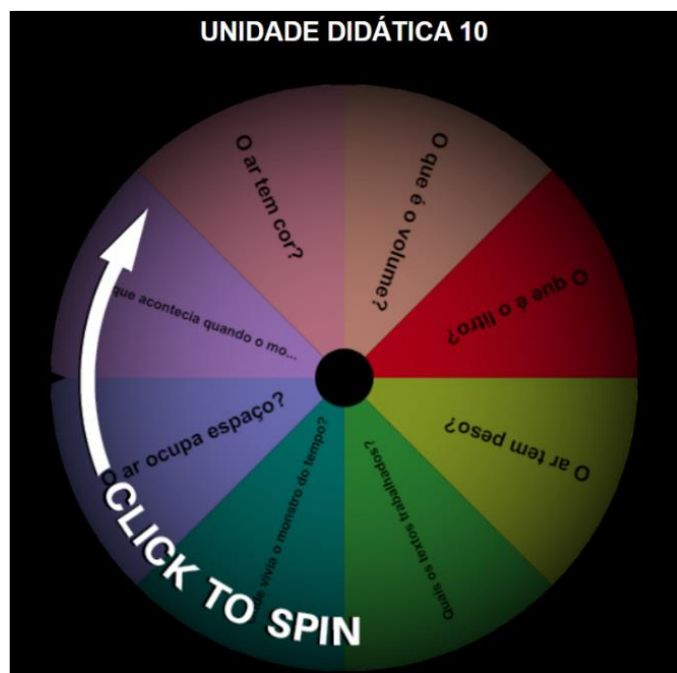 UNIDADE DIDÁTICA 10
O ar tem cor?
O que é o volume?
O que é o litro?
O ar tem peso?
Quais os textos trabalhados?
vivia o monstro do tempo?
O ar ocupa espaço?
que acontecia quando o mo...
CLICK TO SPIN